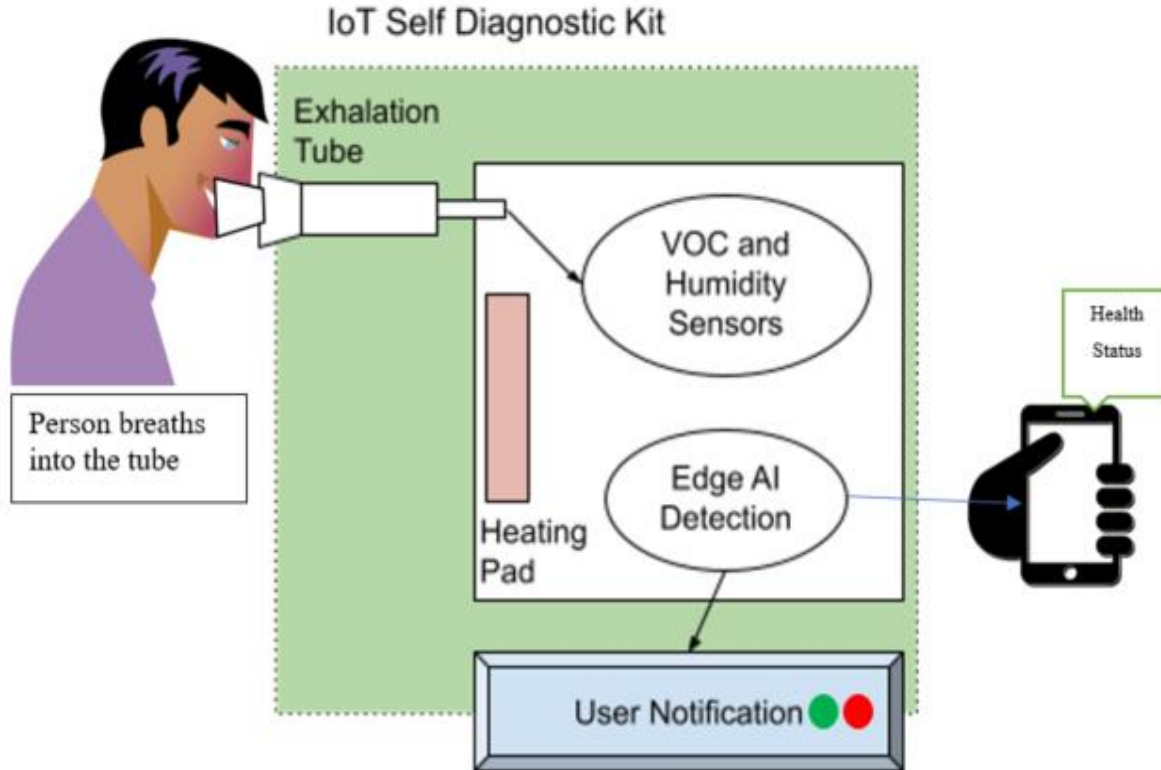 IoT Self Diagnostic Kit
Exhalation
Tube
VOC and
Humidity
Sensors
Health
Status
Person breaths
into the tube
Edge AI
Detection
Heating
Pad
User Notification